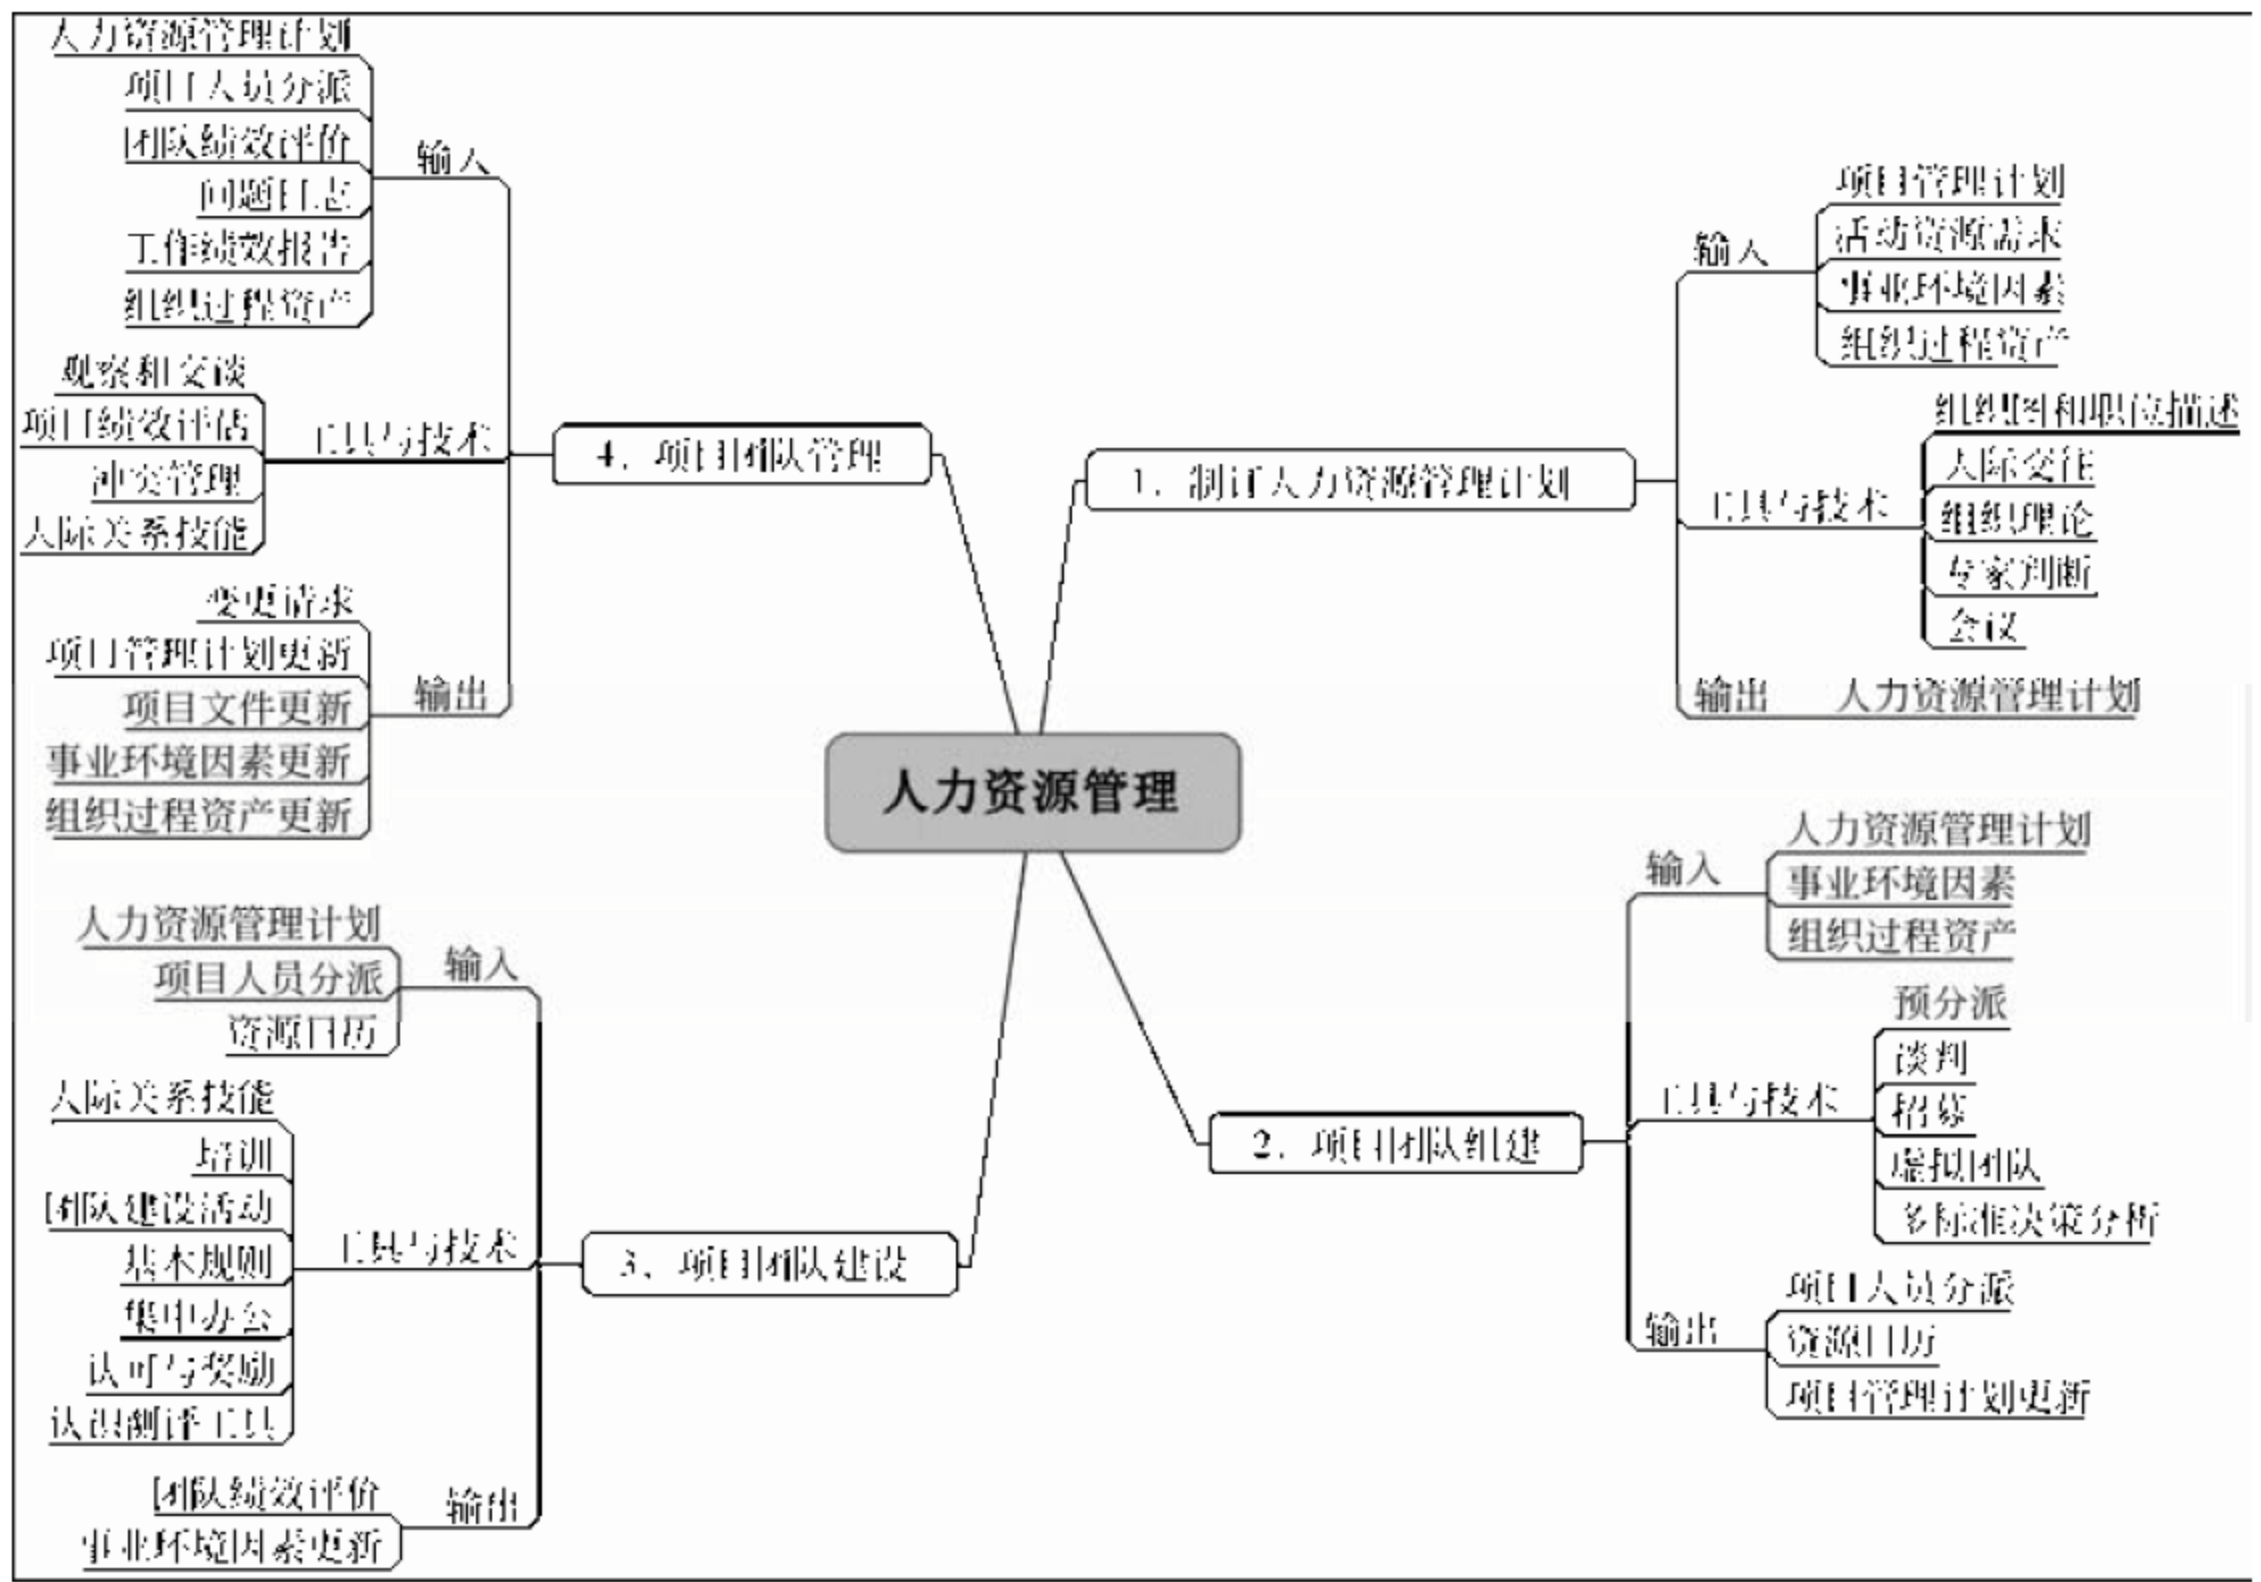 人力资源管理
1、制订人力资源管理计划
输入
项目管理计划
活动资源需求
事业环境因素
组织过程资产
工具与技术
组织图和职位描述
人际交往
组织理论
专家判断
会议
输出
人力资源管理计划
2、项目团队组建
输入
人力资源管理计划
事业环境因素
组织过程资产
工具与技术
预分派
谈判
招募
虚拟团队
多标准决策分析
输出
项目人员分派
资源日历
项目管理计划更新
3、项目团队建设
输入
人力资源管理计划
项目人员分派
资源日历
工具与技术
人际关系技能
培训
团队建设活动
基本规则
集中办公
认可与奖励
认识测评工具
输出
团队绩效评价
事业环境因素更新
4、项目团队管理
输入
人力资源管理计划
项目人员分派
团队绩效评价
问题日志
工作绩效报告
组织过程资产
工具与技术
观察和交谈
项目绩效评估
冲突管理
人际关系技能
输出
变更请求
项目管理计划更新
项目文件更新
事业环境因素更新
组织过程资产更新